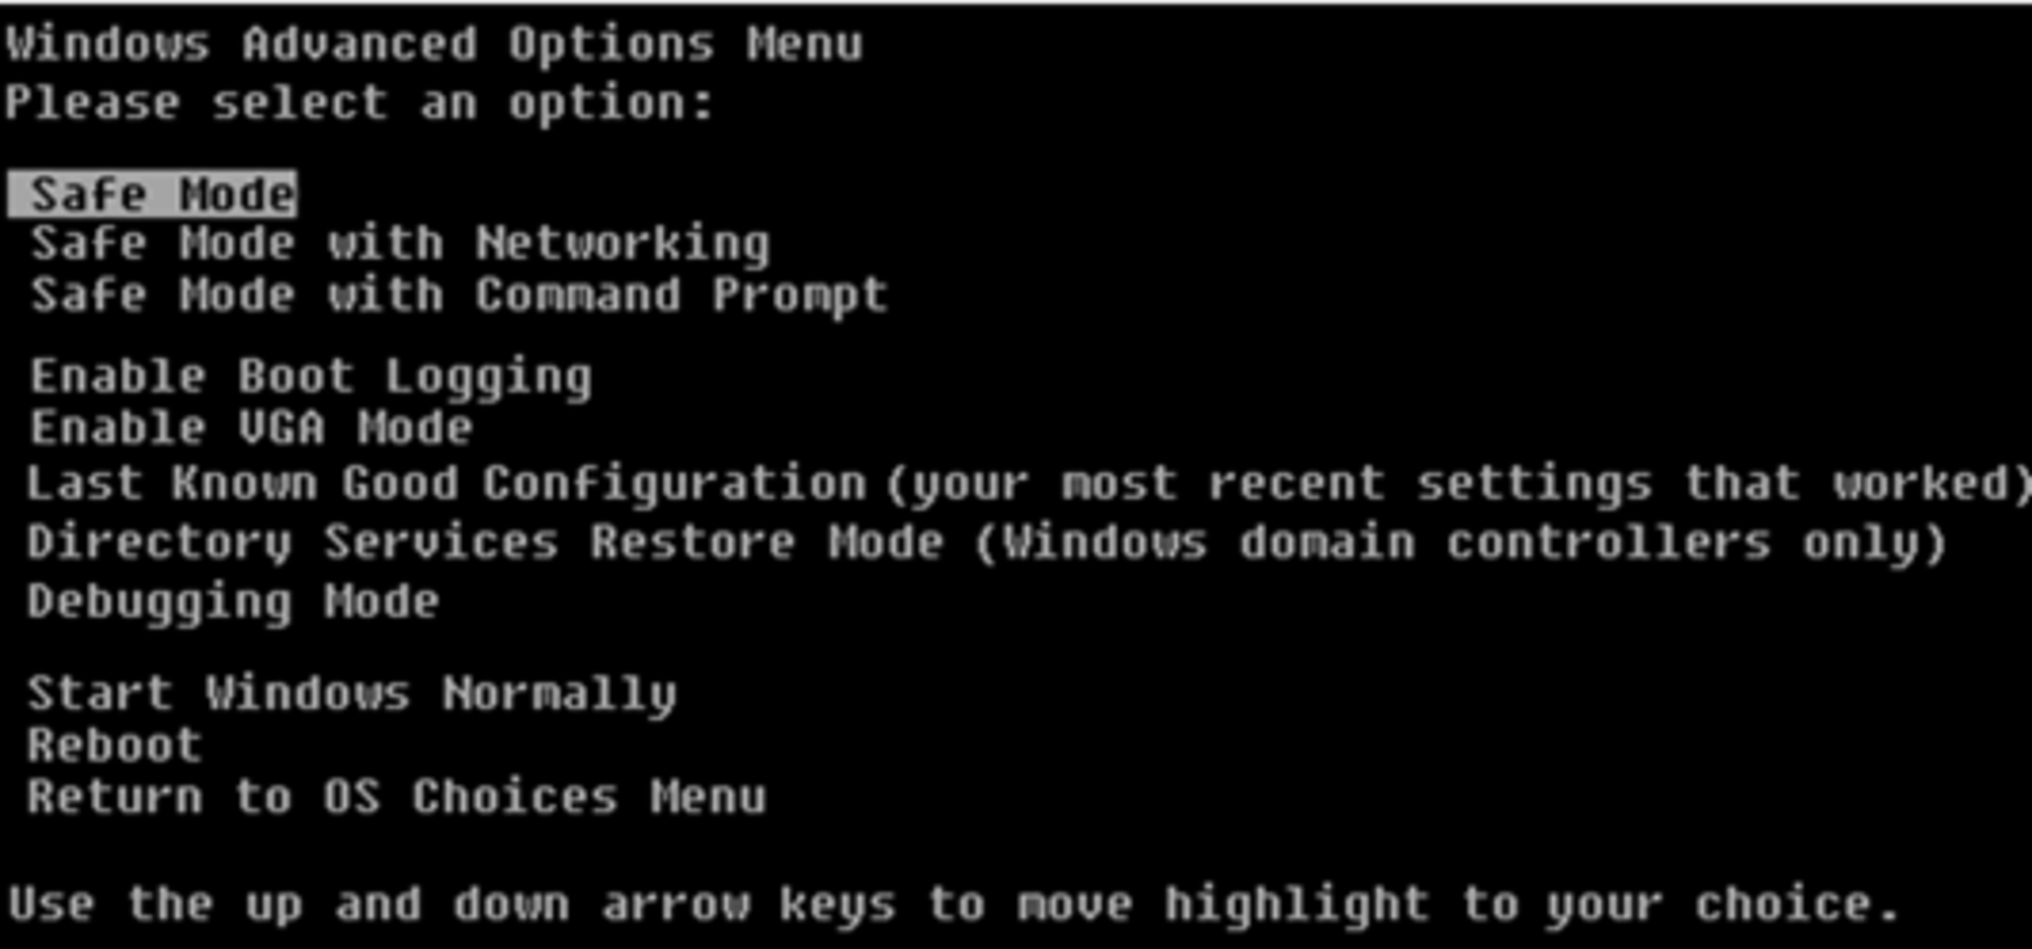 Windows Advanced Options Menu
Please select an option:
Safe Mode
Safe Mode with Networking
Safe Mode with Command Prompt
Enable Boot Logging
Enable VGA Mode
Last Known Good Configuration (your most recent settings that worked)
Directory Services Restore Mode (Windows domain controllers only)
Debugging Mode
Start Windows Normally
Reboot
Return to OS Choices Menu
Use the up and down arrow keys to move highlight to your choice.